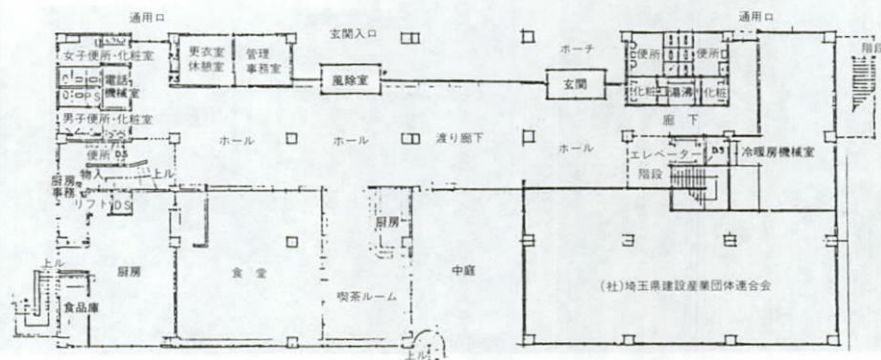 通用口
玄関入口
通用口
女子便所・化粧室
更衣室
休憩室
管理
事務室
ポーチ
便所
便所
階段
電話
機械室
PS
風除室
玄関
化粧
湯沸
化粧
男子便所・化粧室
廊下
ホール
ホール
渡り廊下
ホール
便所
D.S
エレベーター
D.S
冷暖房機械室
物入
上ル
階段
厨房
事務
リフト
D.S
厨房
上ル
厨房
食堂
中庭
(社)埼玉県建設産業団体連合会
喫茶ルーム
食品庫
上ル